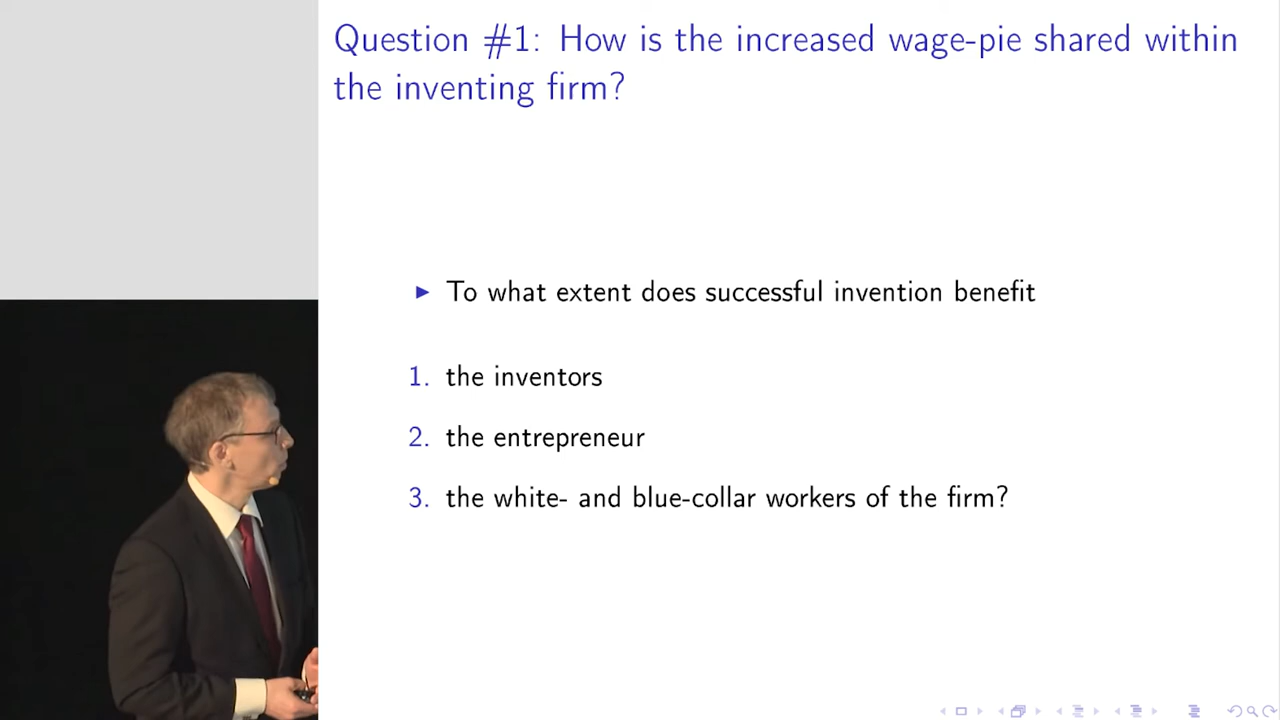 Question #1: How is the increased wage-pie shared within
the inventing firm?
▶ To what extent does successful invention benefit
1. the inventors
2. the entrepreneur
3. the white- and blue-collar workers of the firm?